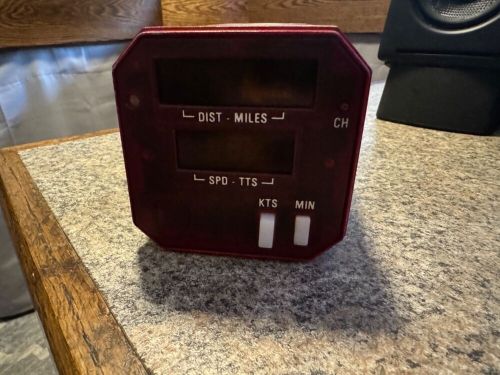 DIST - MILES
CH
SPD - TTS
KTS MIN